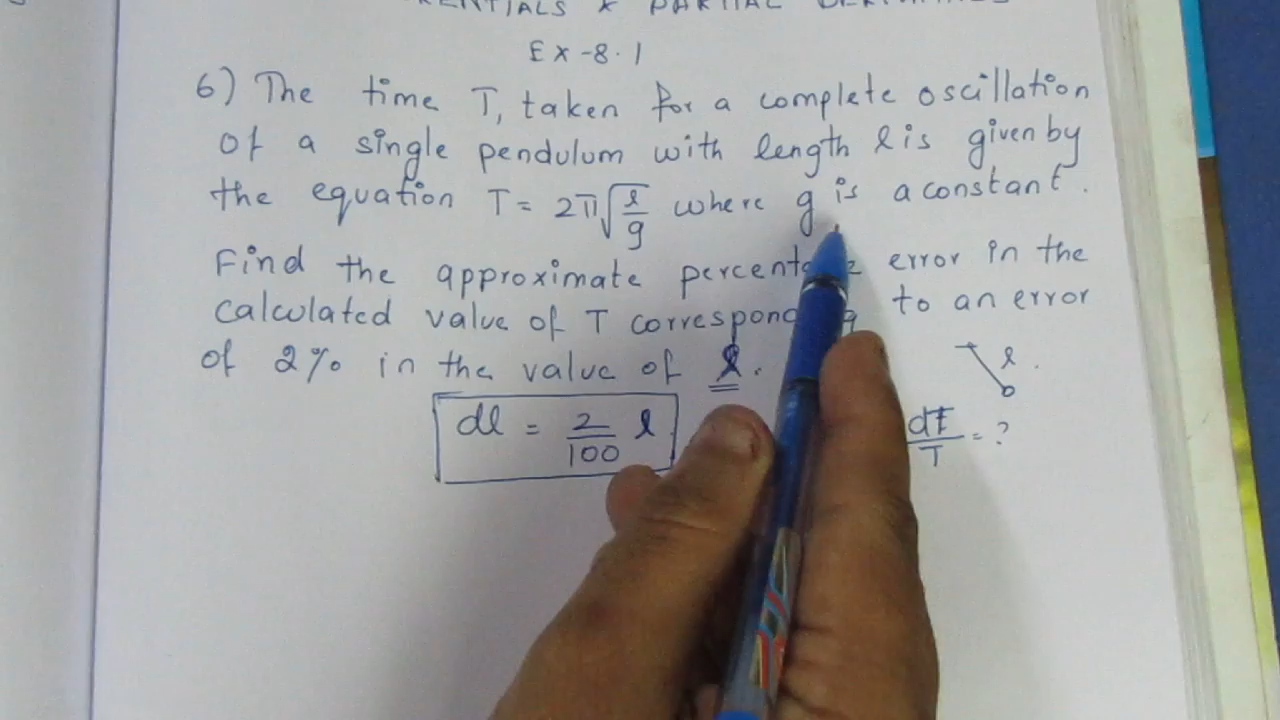 & PARTIAL
Ex-8.1
6) The time T, taken for a complete oscillation
of a single pendulum with length l is given by
the equation T = 2π√(l/g) where g is a constant.
Find the approximate error in the
calculated value of T to an error
of 2% in the value of l.
l
dl = 2/100 l
dT/T = ?